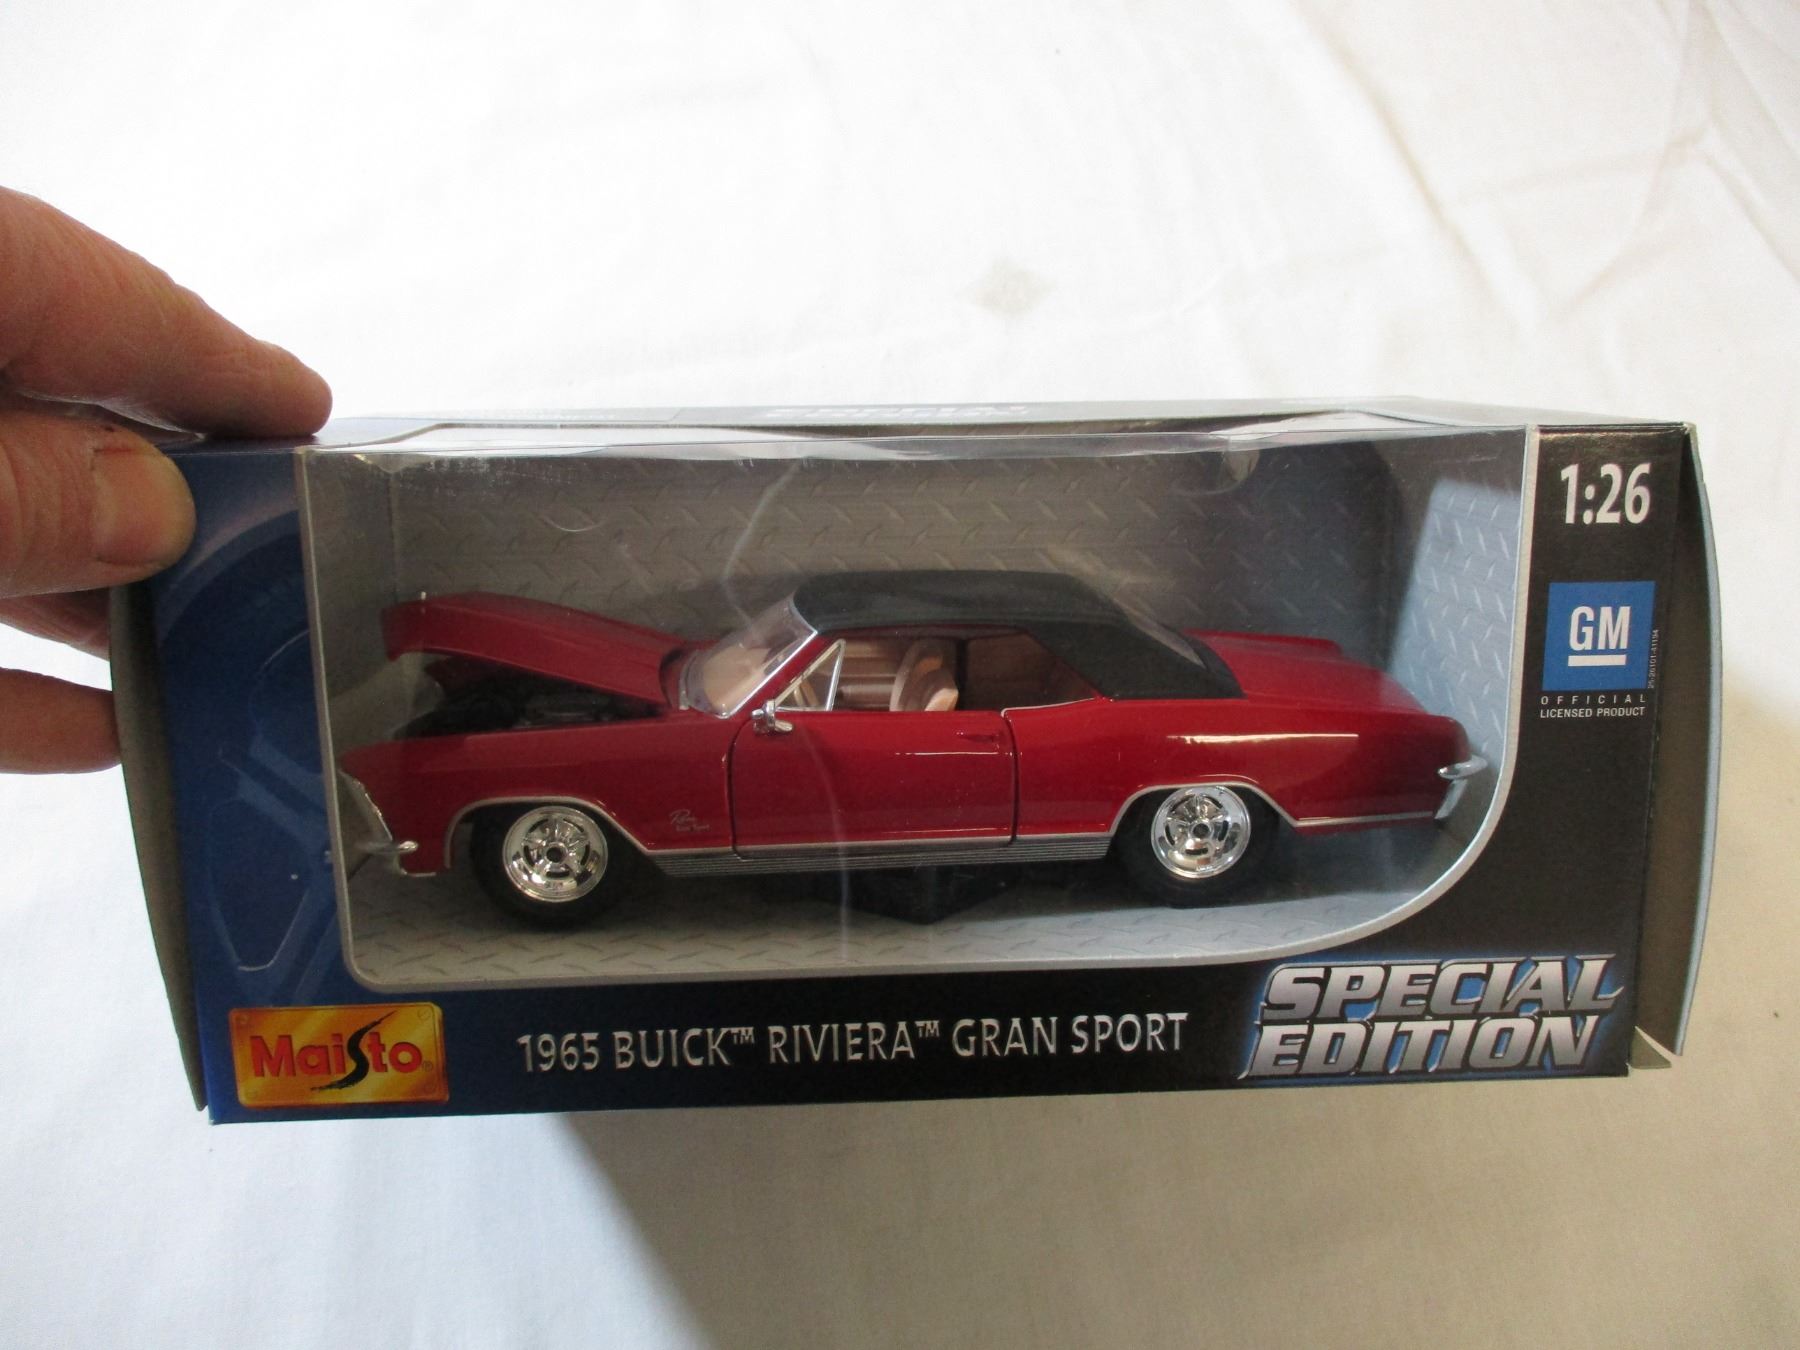 1:26
GM
OFFICIAL
LICENSED PRODUCT
Maisto®
1965 BUICK™ RIVIERA™ GRAN SPORT
SPECIAL
EDITION